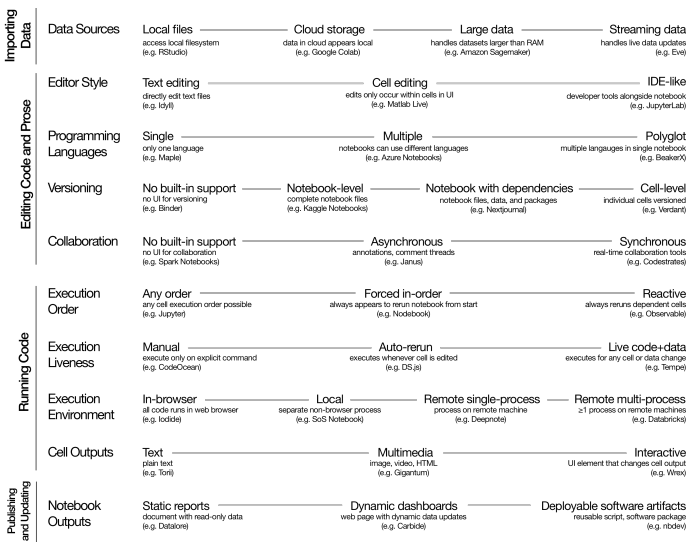 Importing
Data
Data Sources
Local files
access local filesystem
(e.g. RStudio)
Cloud storage
data in cloud appears local
(e.g. Google Colab)
Large data
handles datasets larger than RAM
(e.g. Amazon Sagemaker)
Streaming data
handles live data updates
(e.g. Eve)
Editing Code and Prose
Editor Style
Text editing
directly edit text files
(e.g. Idyll)
Cell editing
edits only occur within cells in UI
(e.g. Matlab Live)
IDE-like
developer tools alongside notebook
(e.g. JupyterLab)
Programming
Languages
Single
only one language
(e.g. Maple)
Multiple
notebooks can use different languages
(e.g. Azure Notebooks)
Polyglot
multiple langauges in single notebook
(e.g. BeakerX)
Versioning
No built-in support
no UI for versioning
(e.g. Binder)
Notebook-level
complete notebook files
(e.g. Kaggle Notebooks)
Notebook with dependencies
notebook files, data, and packages
(e.g. Nextjournal)
Cell-level
individual cells versioned
(e.g. Verdant)
Collaboration
No built-in support
no UI for collaboration
(e.g. Spark Notebooks)
Asynchronous
annotations, comment threads
(e.g. Janus)
Synchronous
real-time collaboration tools
(e.g. Codestrates)
Running Code
Execution
Order
Any order
any cell execution order possible
(e.g. Jupyter)
Forced in-order
always appears to rerun notebook from start
(e.g. Nodebook)
Reactive
always reruns dependent cells
(e.g. Observable)
Execution
Liveness
Manual
execute only on explicit command
(e.g. CodeOcean)
Auto-rerun
executes whenever cell is edited
(e.g. DS.js)
Live code+data
executes for any cell or data change
(e.g. Tempe)
Execution
Environment
In-browser
all code runs in web browser
(e.g. Iodide)
Local
separate non-browser process
(e.g. SoS Notebook)
Remote single-process
process on remote machine
(e.g. Deepnote)
Remote multi-process
≥1 process on remote machines
(e.g. Databricks)
Cell Outputs
Text
plain text
(e.g. Torii)
Multimedia
image, video, HTML
(e.g. Gigantum)
Interactive
UI element that changes cell output
(e.g. Wrex)
Publishing
and Updating
Notebook
Outputs
Static reports
document with read-only data
(e.g. Datalore)
Dynamic dashboards
web page with dynamic data updates
(e.g. Carbide)
Deployable software artifacts
reusable script, software package
(e.g. nbdev)